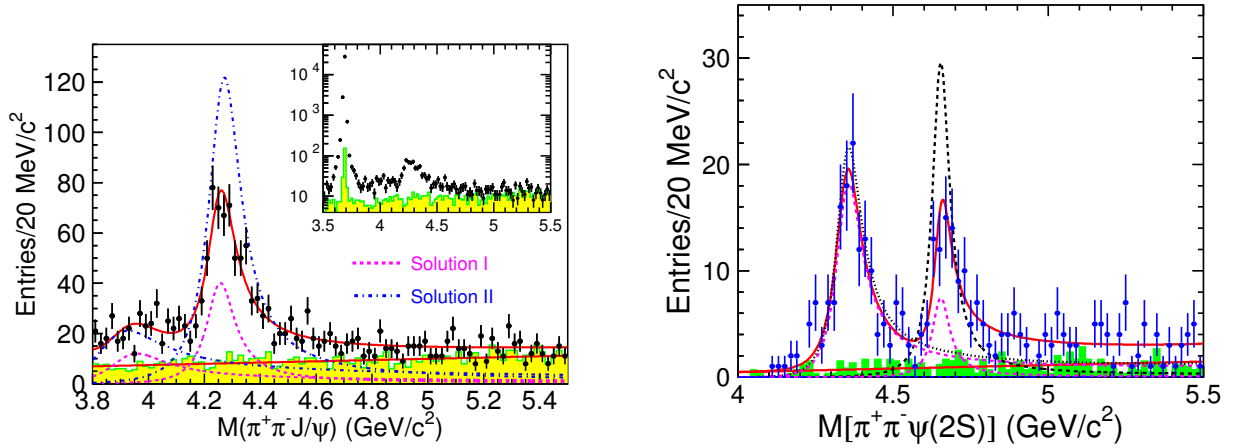 Entries/20 MeV/c²
120
100
80
60
40
20
0
3.8 4 4.2 4.4 4.6 4.8 5 5.2 5.4
M(π⁺π⁻J/ψ) (GeV/c²)
10⁴
10³
10²
10
3.5 4 4.5 5 5.5
Solution I
Solution II
Entries/20 MeV/c²
30
20
10
0
4 4.5 5 5.5
M[π⁺π⁻ψ(2S)] (GeV/c²)